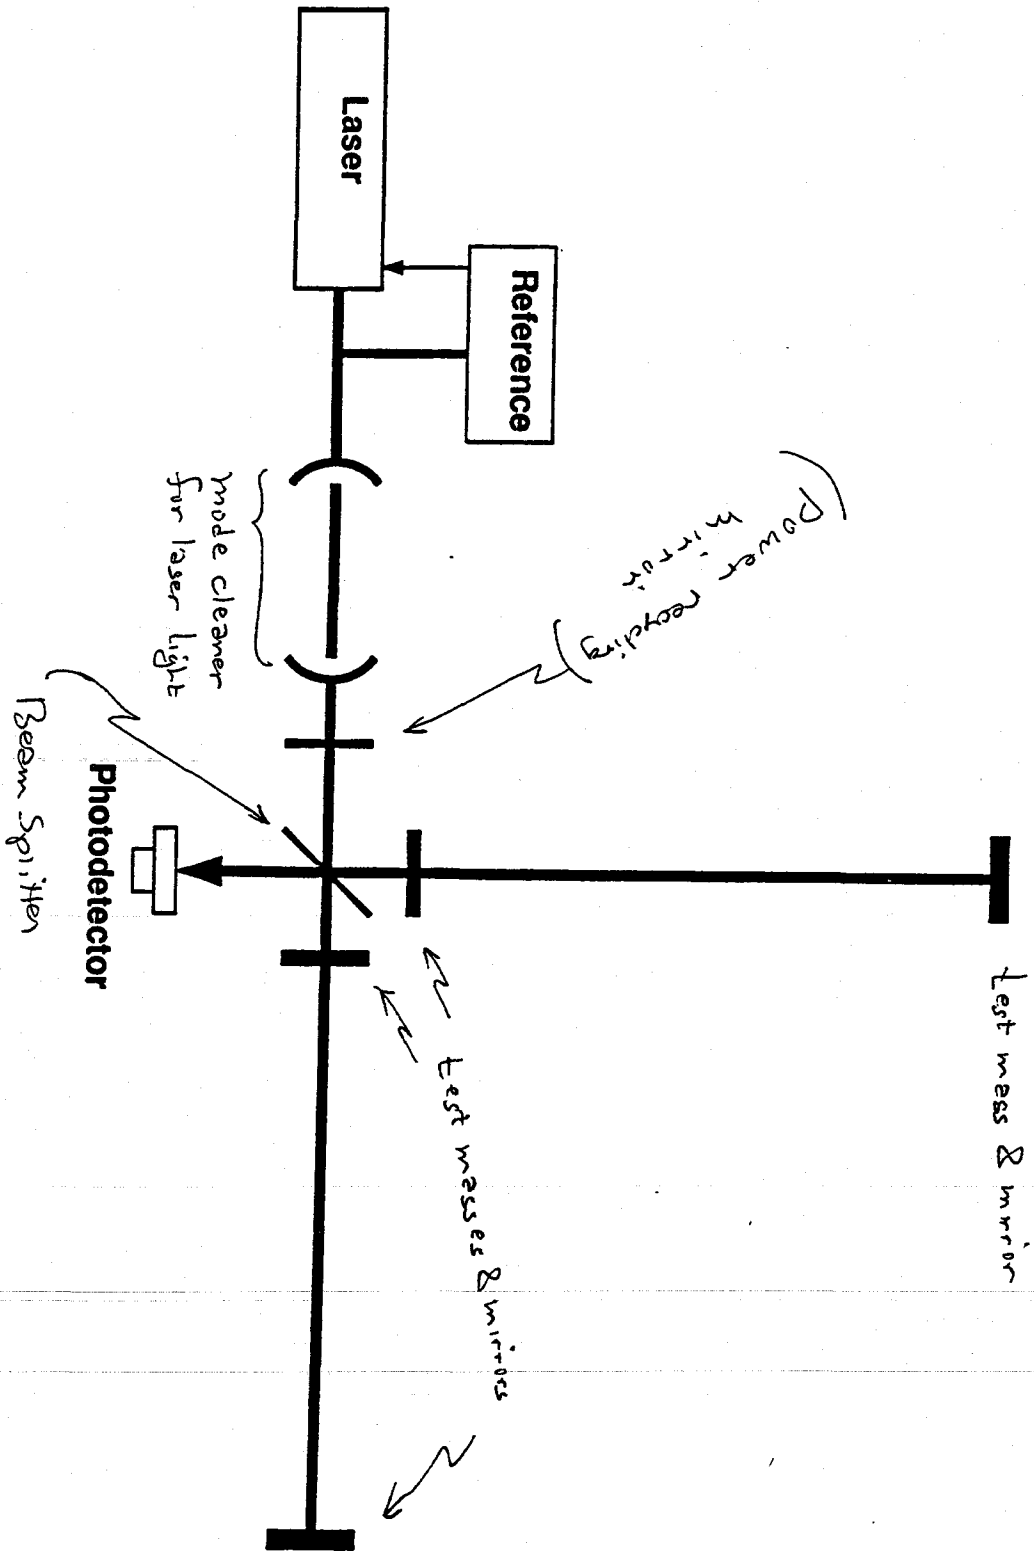 Laser
Reference
(power recycling)
mirror
mode cleaner
for laser light
Beam Splitter
Photodetector
test masses & mirrors
test mass & mirror